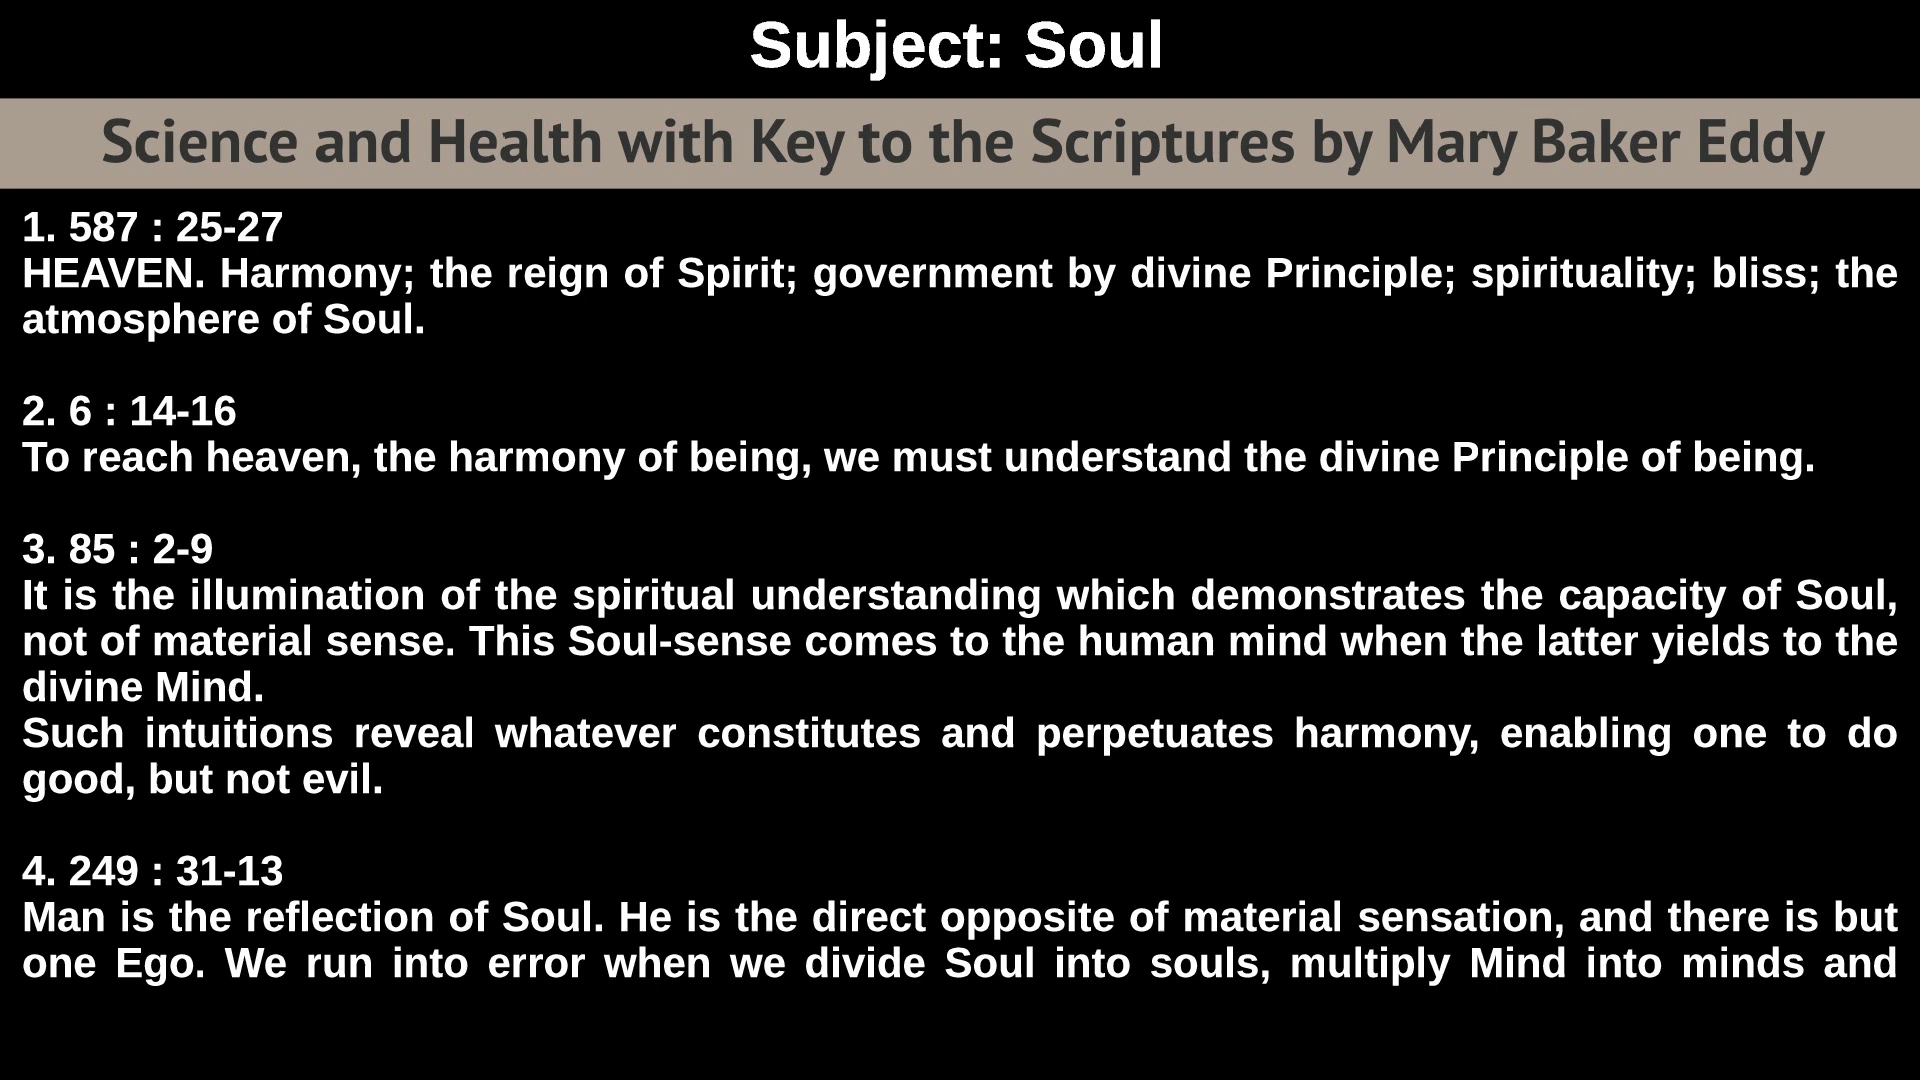 Subject: Soul
Science and Health with Key to the Scriptures by Mary Baker Eddy
1. 587 : 25-27
HEAVEN. Harmony; the reign of Spirit; government by divine Principle; spirituality; bliss; the
atmosphere of Soul.
2. 6 : 14-16
To reach heaven, the harmony of being, we must understand the divine Principle of being.
3. 85 : 2-9
It is the illumination of the spiritual understanding which demonstrates the capacity of Soul,
not of material sense. This Soul-sense comes to the human mind when the latter yields to the
divine Mind.
Such intuitions reveal whatever constitutes and perpetuates harmony, enabling one to do
good, but not evil.
4. 249 : 31-13
Man is the reflection of Soul. He is the direct opposite of material sensation, and there is but
one Ego. We run into error when we divide Soul into souls, multiply Mind into minds and